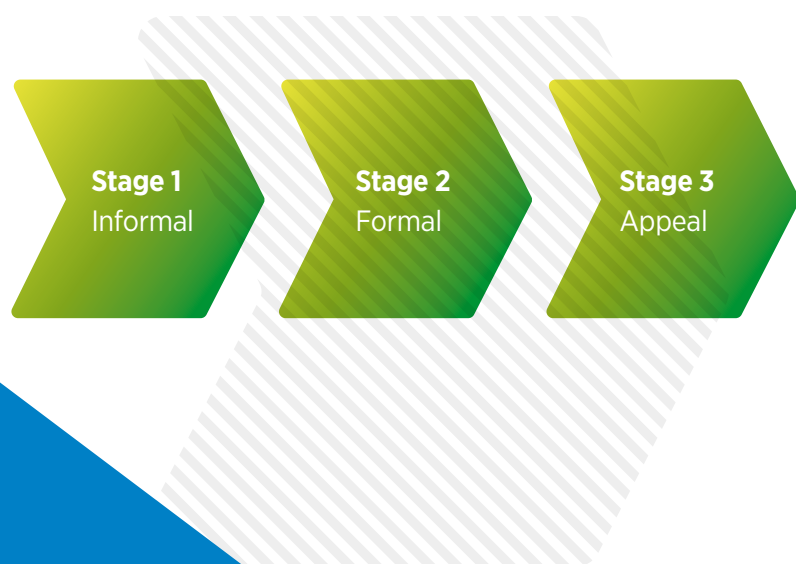 Stage 1
Informal
Stage 2
Formal
Stage 3
Appeal